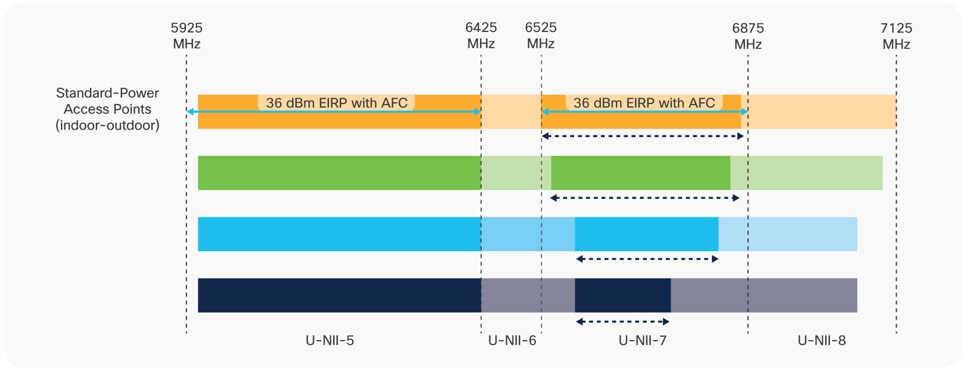 5925 MHz
6425 MHz
6525 MHz
6875 MHz
7125 MHz
Standard-Power
Access Points
(indoor-outdoor)
36 dBm EIRP with AFC
36 dBm EIRP with AFC
U-NII-5
U-NII-6
U-NII-7
U-NII-8